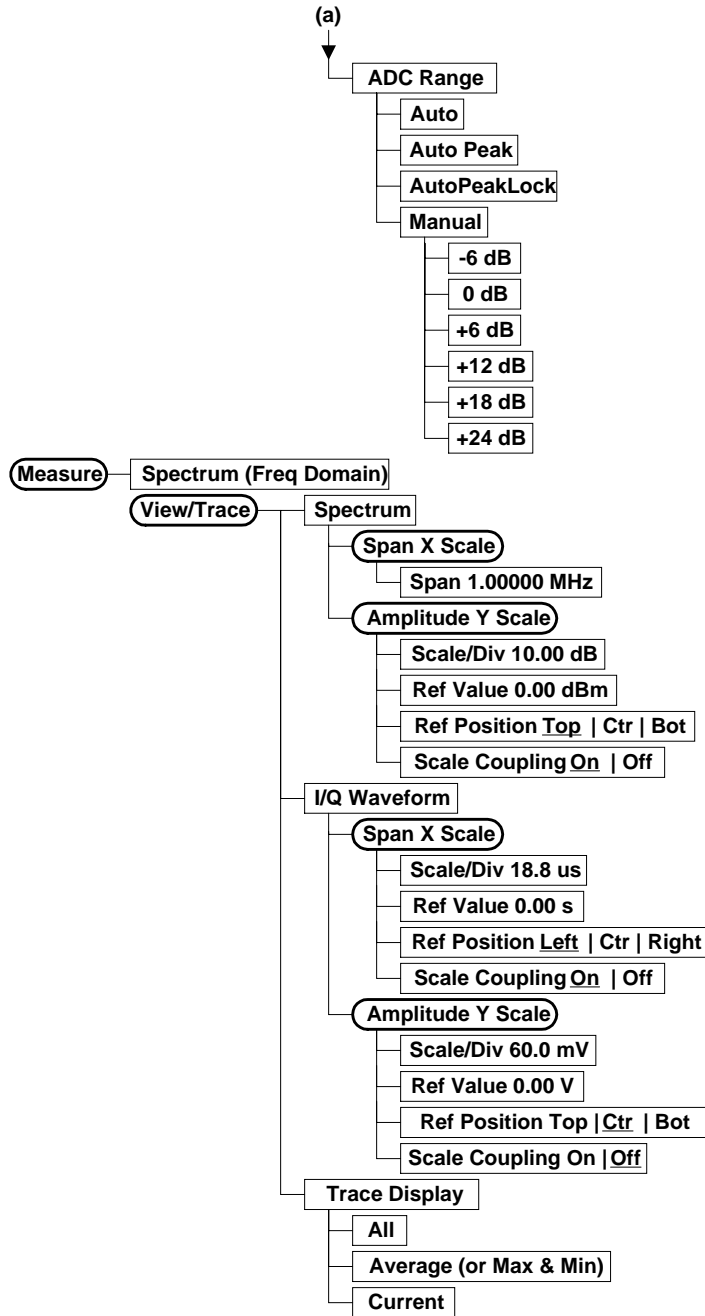 (a)
ADC Range
Auto
Auto Peak
AutoPeakLock
Manual
-6 dB
0 dB
+6 dB
+12 dB
+18 dB
+24 dB
Measure Spectrum (Freq Domain)
View/Trace Spectrum
Span X Scale
Span 1.00000 MHz
Amplitude Y Scale
Scale/Div 10.00 dB
Ref Value 0.00 dBm
Ref Position Top | Ctr | Bot
Scale Coupling On | Off
I/Q Waveform
Span X Scale
Scale/Div 18.8 us
Ref Value 0.00 s
Ref Position Left | Ctr | Right
Scale Coupling On | Off
Amplitude Y Scale
Scale/Div 60.0 mV
Ref Value 0.00 V
Ref Position Top | Ctr | Bot
Scale Coupling On | Off
Trace Display
All
Average (or Max & Min)
Current